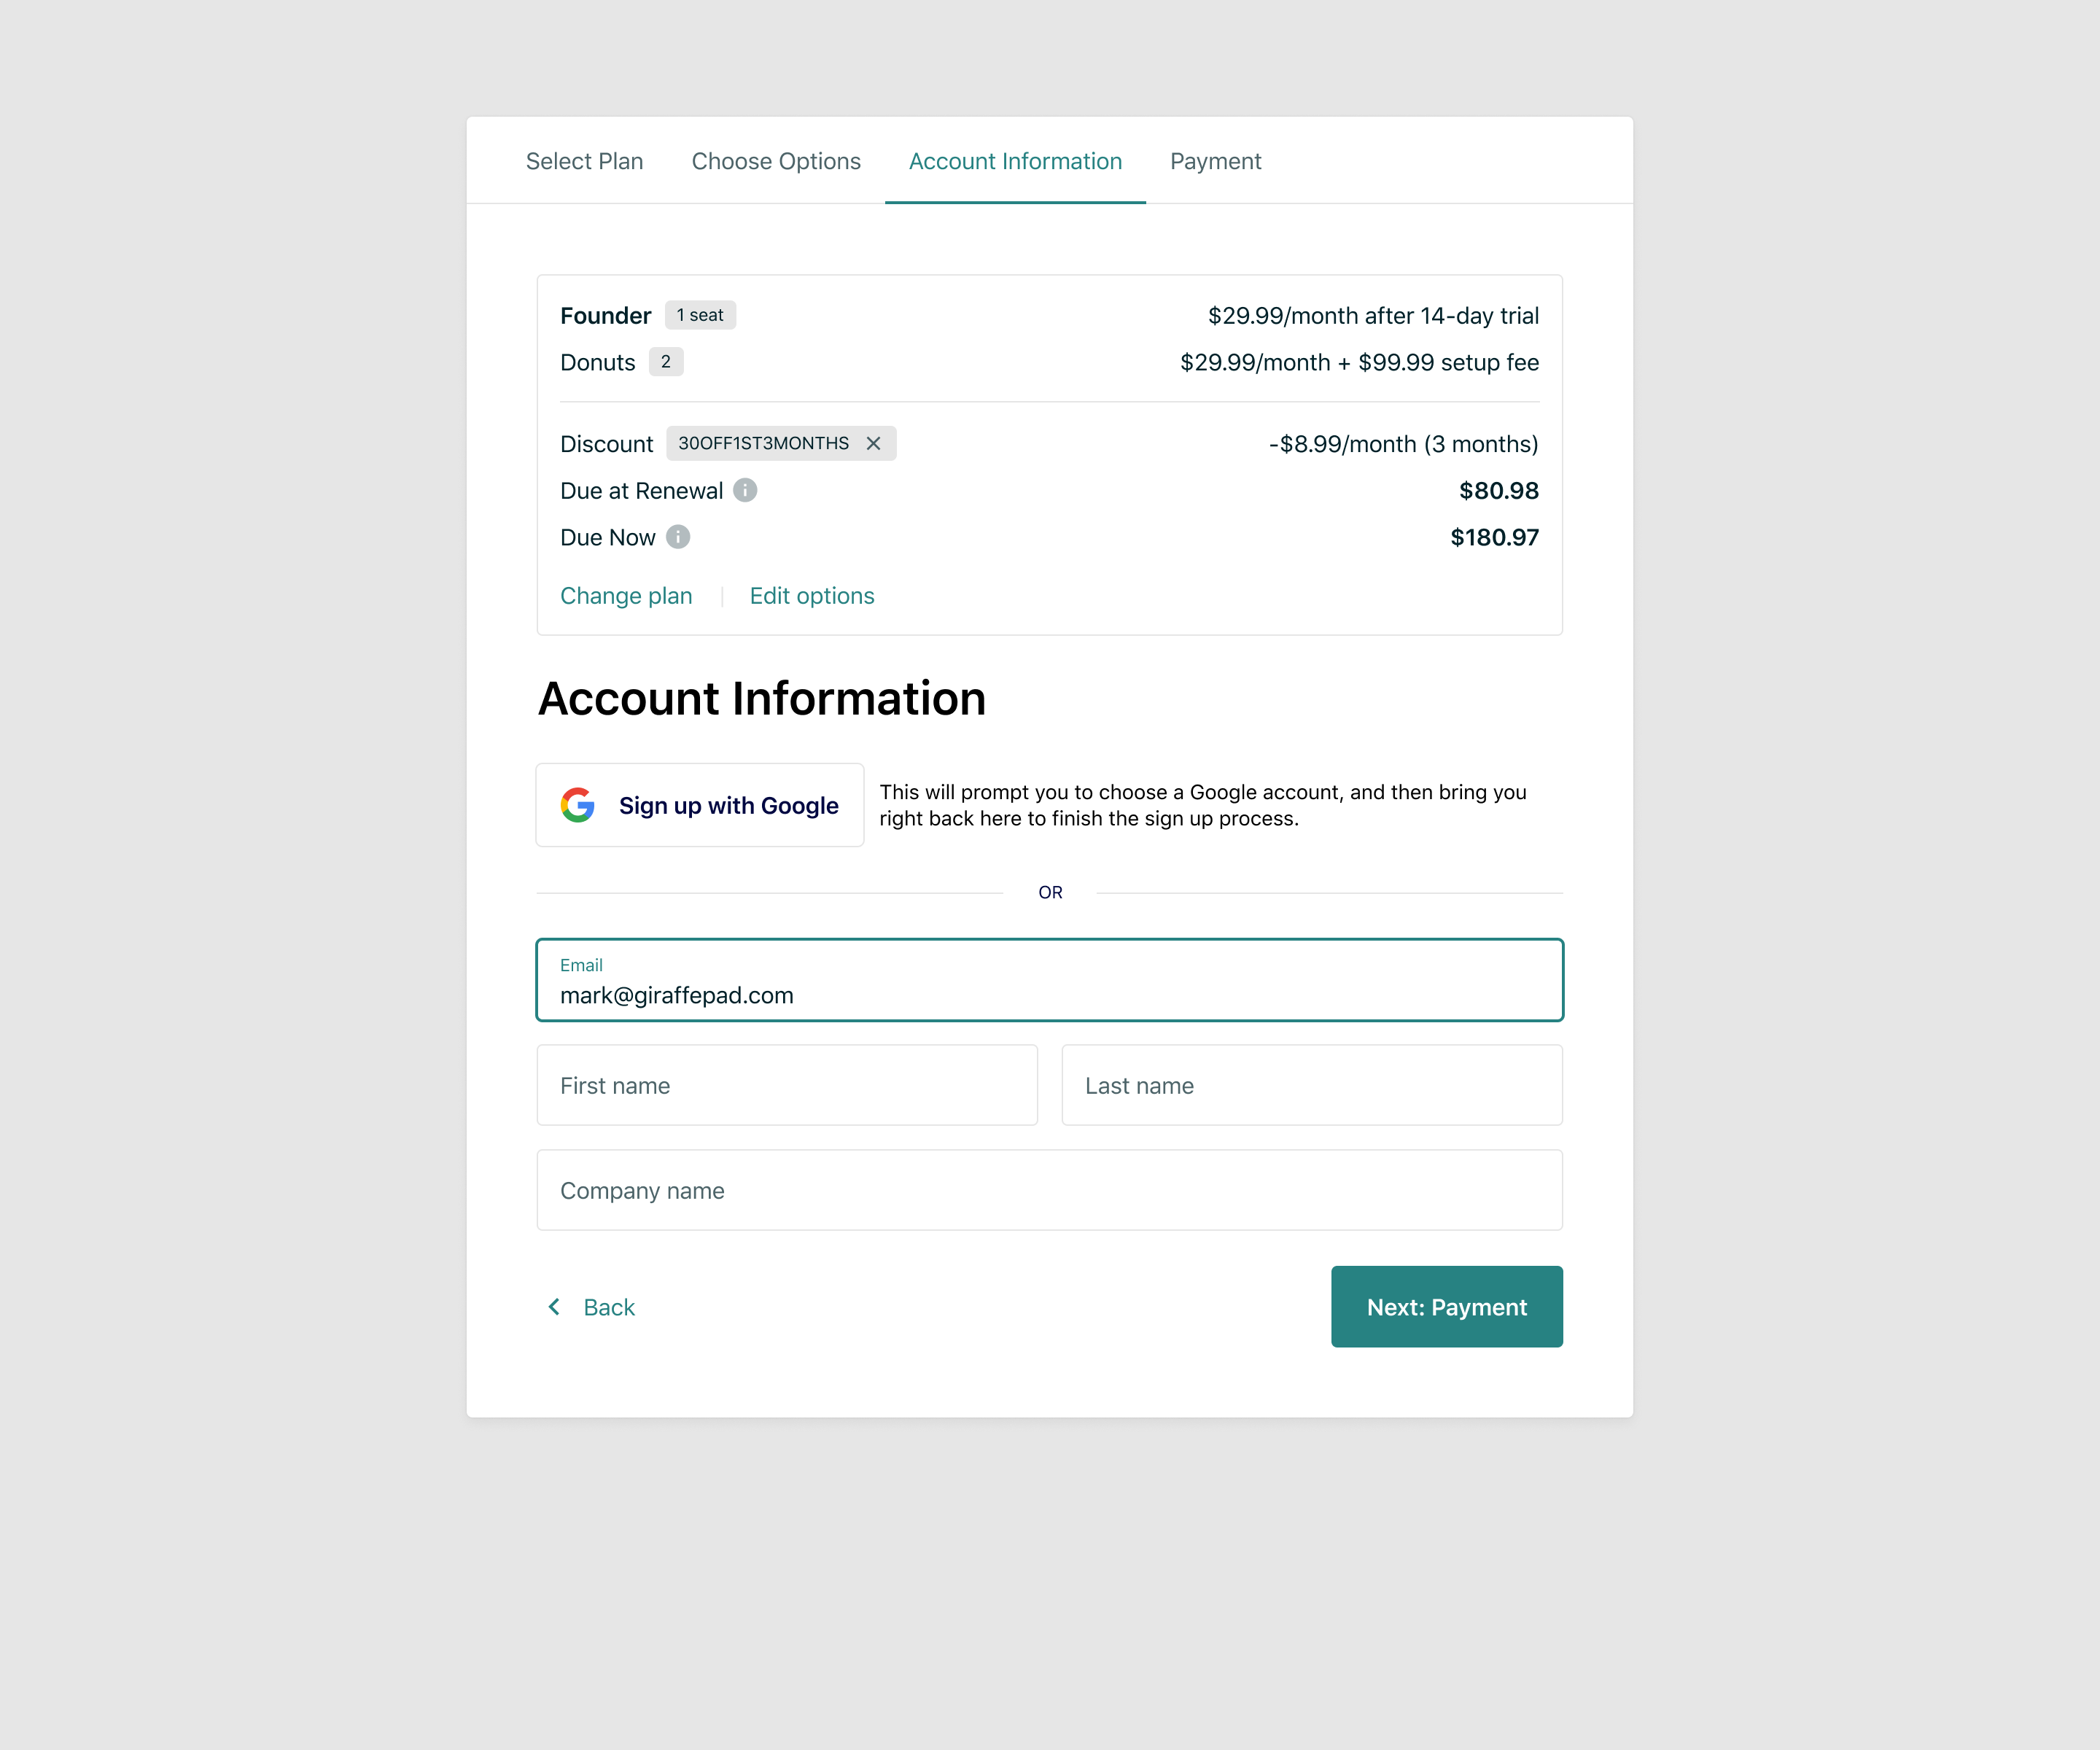 Select Plan Choose Options Account Information Payment
Founder 1 seat $29.99/month after 14-day trial
Donuts 2 $29.99/month + $99.99 setup fee
Discount 30OFF1ST3MONTHS -$8.99/month (3 months)
Due at Renewal $80.98
Due Now $180.97
Change plan Edit options
Account Information
Sign up with Google
This will prompt you to choose a Google account, and then bring you
right back here to finish the sign up process.
OR
Email
mark@giraffepad.com
First name Last name
Company name
Back Next: Payment